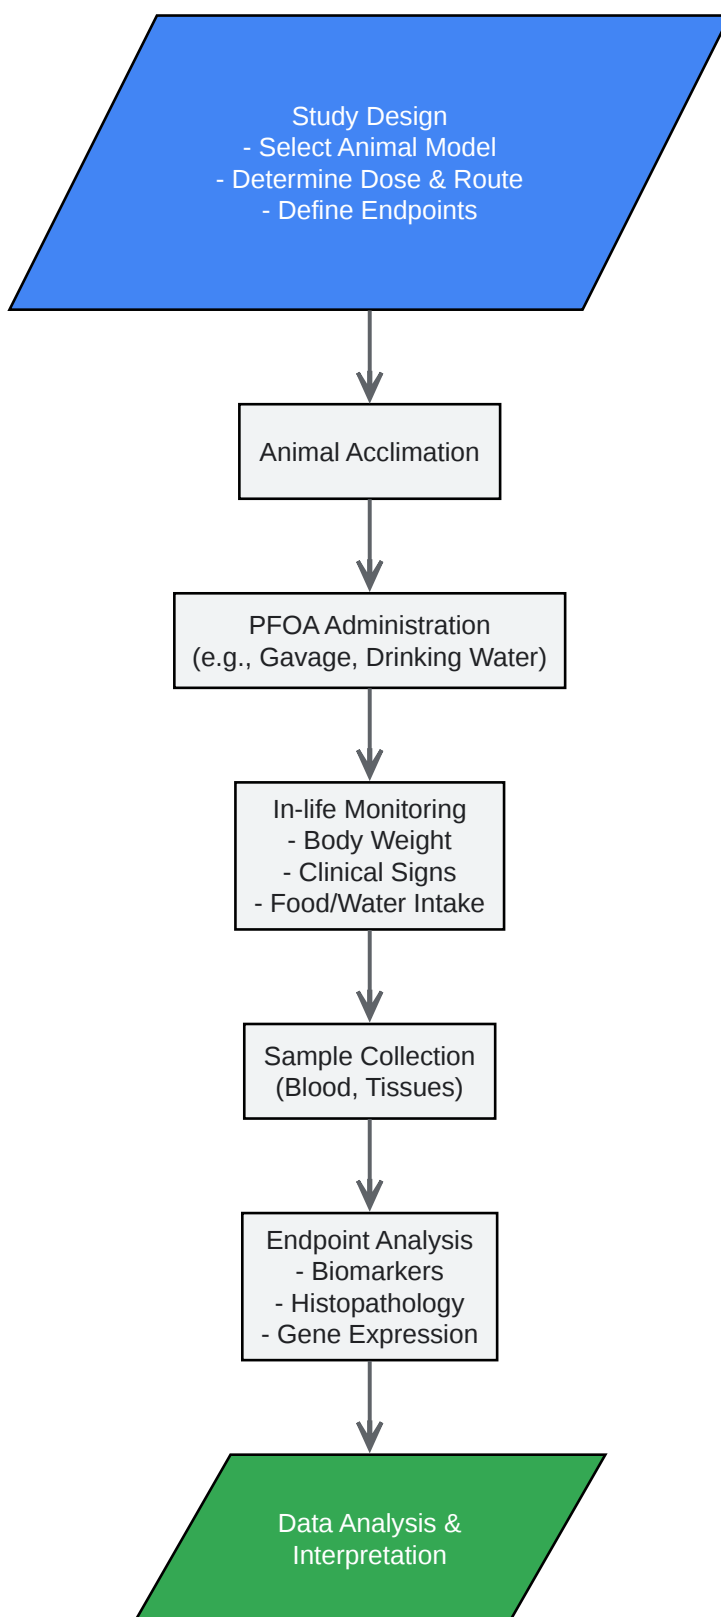 Study Design
- Select Animal Model
- Determine Dose & Route
- Define Endpoints
Animal Acclimation
PFOA Administration
(e.g., Gavage, Drinking Water)
In-life Monitoring
- Body Weight
- Clinical Signs
- Food/Water Intake
Sample Collection
(Blood, Tissues)
Endpoint Analysis
- Biomarkers
- Histopathology
- Gene Expression
Data Analysis &
Interpretation